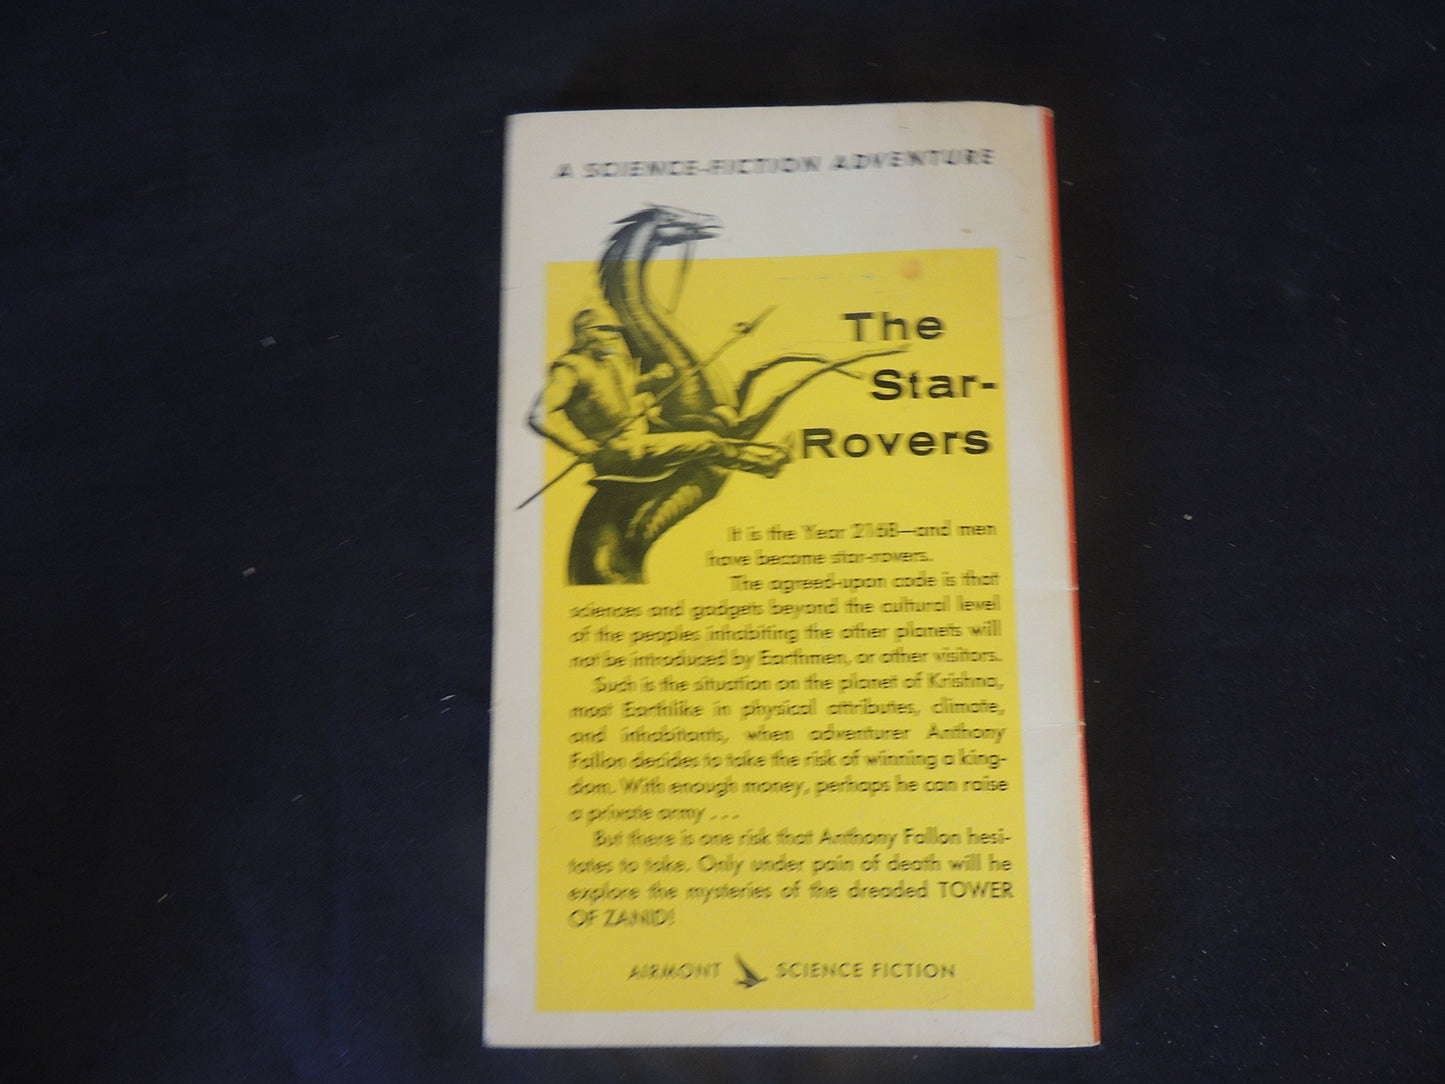 A SCIENCE-FICTION ADVENTURE
The
Star-
Rovers
It is the Year 2168—and men
have become star-rovers.
The agreed-upon code is that
sciences and gadgets beyond the cultural level
of the peoples inhabiting the other planets will
not be introduced by Earthmen, or other visitors.
Such is the situation on the planet of Krishna,
most Earthlike in physical attributes, climate,
and inhabitants, when adventurer Anthony
Fallon decides to take the risk of winning a king-
dom. With enough money, perhaps he can raise
a private army . . .
But there is one risk that Anthony Fallon hesi-
tates to take. Only under pain of death will he
explore the mysteries of the dreaded TOWER
OF ZANID!
AIRMONT SCIENCE FICTION